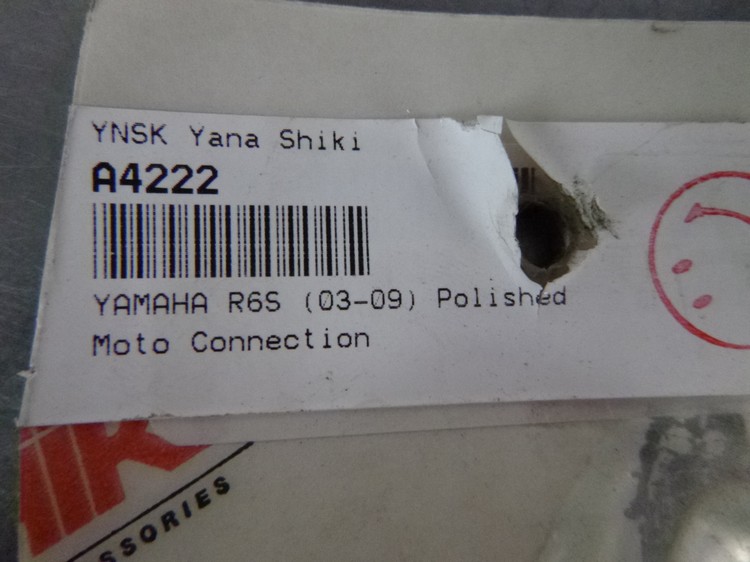 YNSK Yana Shiki
A4222
YAMAHA R6S (03-09) Polished
Moto Connection